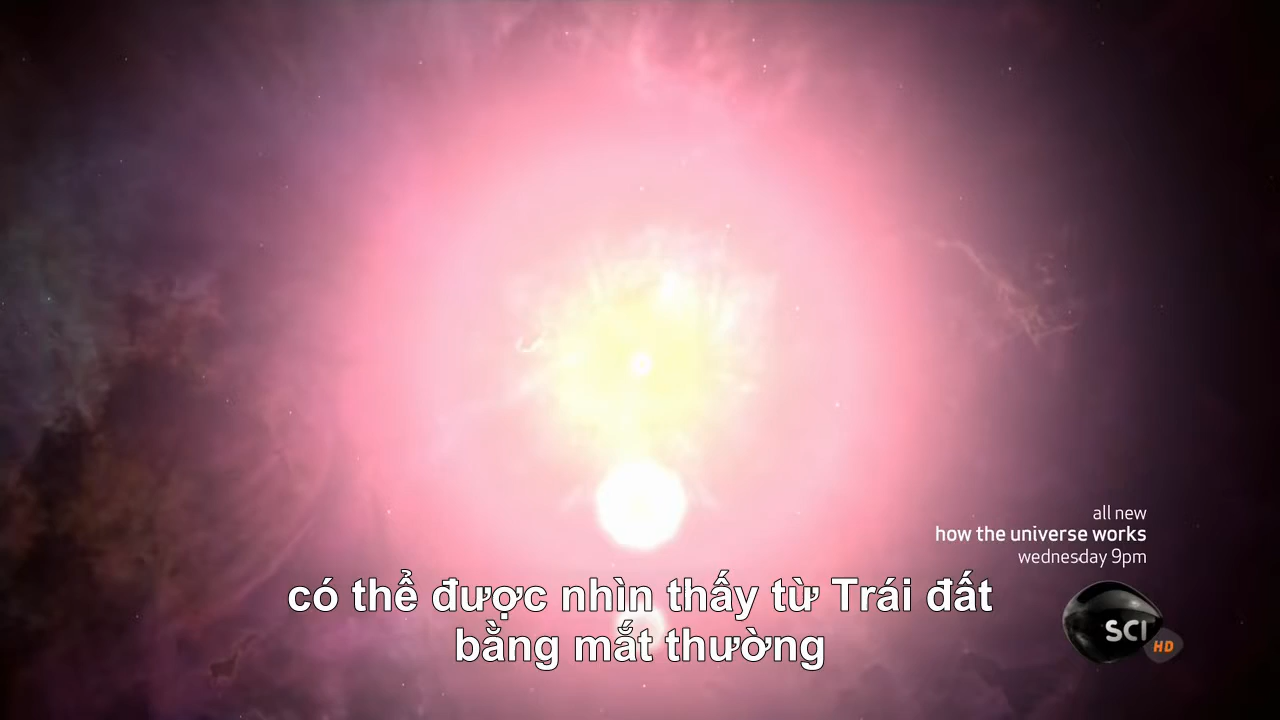 all new
how the universe works
wednesday 9pm
có thể được nhìn thấy từ Trái đất
bằng mắt thường
SCI
HD